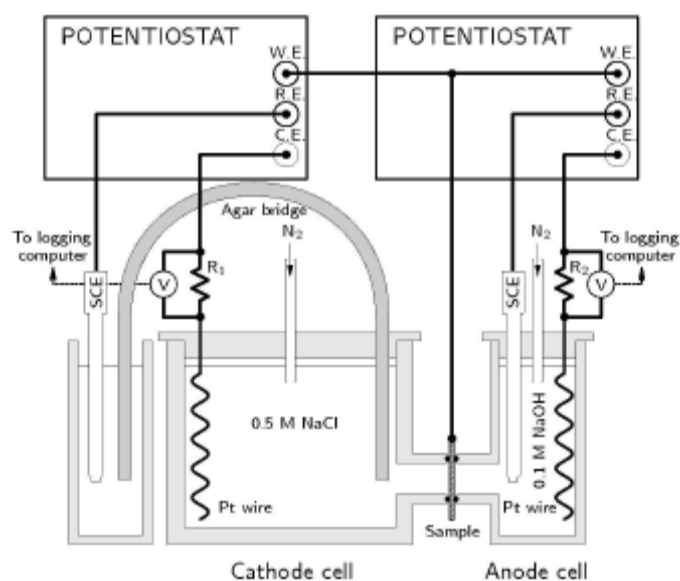 POTENTIOSTAT
W.E.
R.E.
C.E.
POTENTIOSTAT
W.E.
R.E.
C.E.
Agar bridge
To logging
computer
SCE
V
R1
N2
SCE
N2
R2
V
To logging
computer
0.5 M NaCl
0.1 M NaOH
Pt wire
Sample
Pt wire
Cathode cell
Anode cell